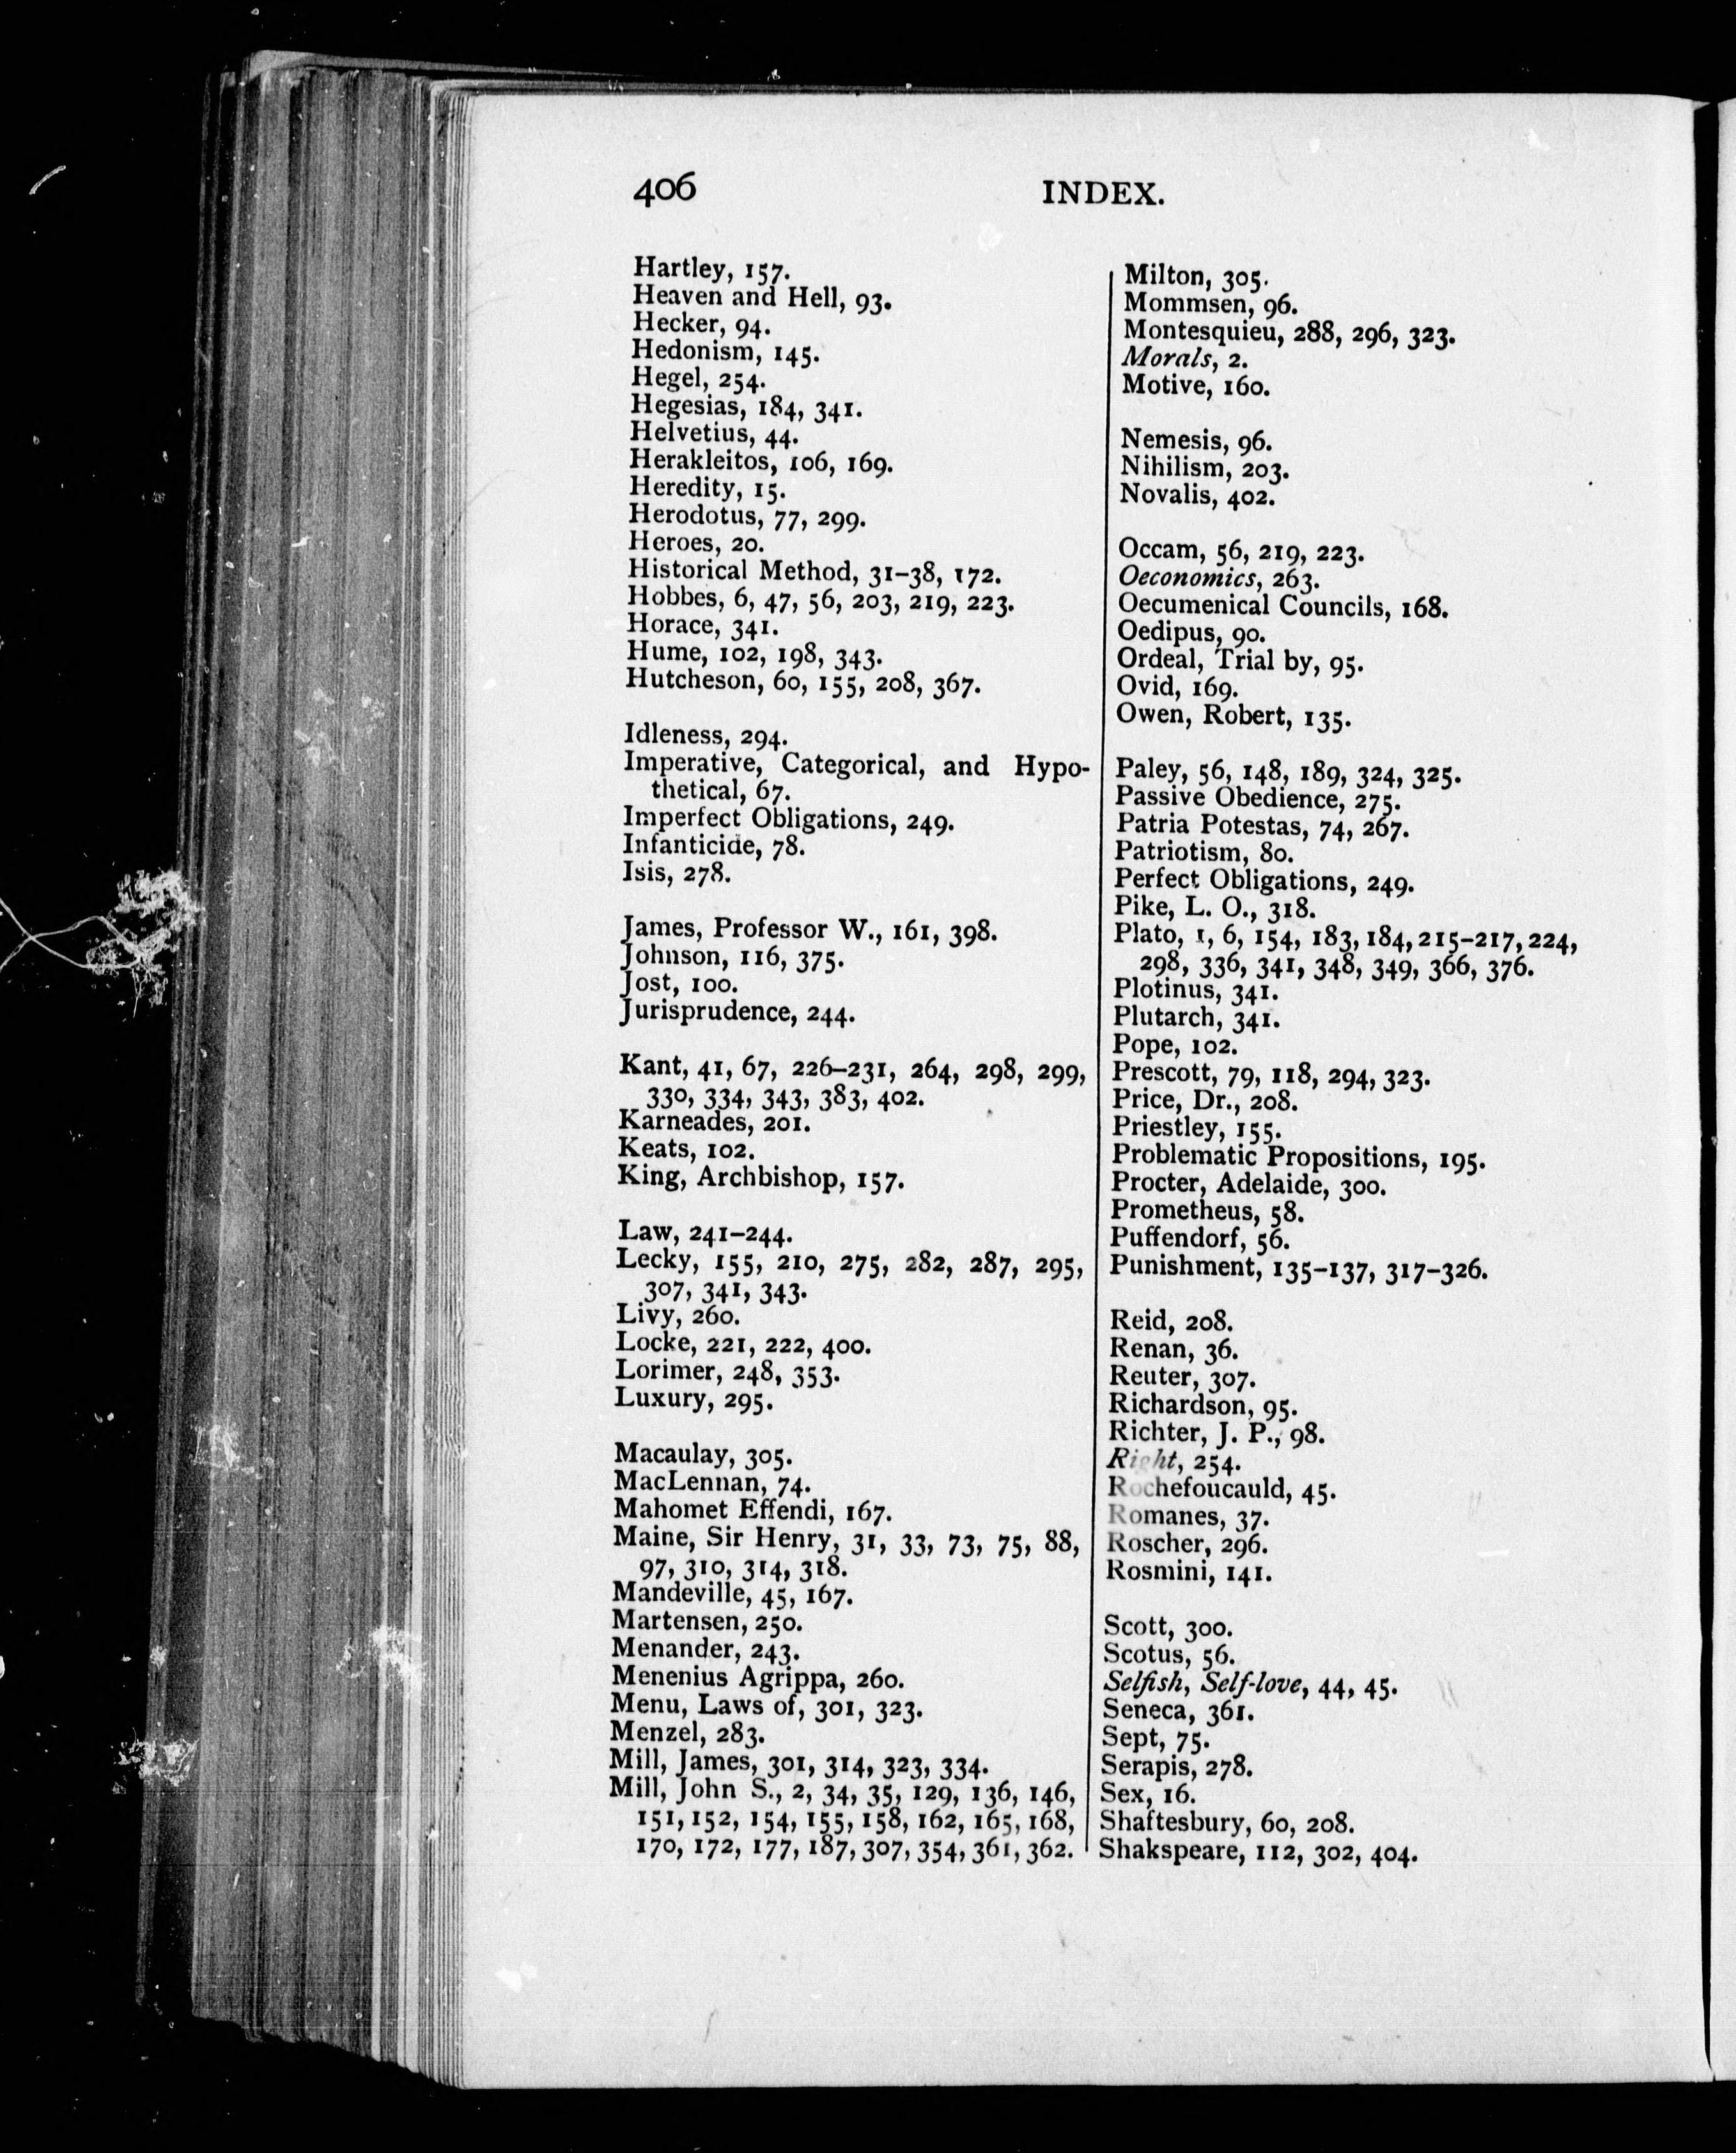 406
INDEX.
Hartley, 157.
Heaven and Hell, 93.
Hecker, 94.
Hedonism, 145.
Hegel, 254.
Hegesias, 184, 341.
Helvetius, 44.
Herakleitos, 106, 169.
Heredity, 15.
Herodotus, 77, 299.
Heroes, 20.
Historical Method, 31–38, 172.
Hobbes, 6, 47, 56, 203, 219, 223.
Horace, 341.
Hume, 102, 198, 343.
Hutcheson, 60, 155, 208, 367.
Idleness, 294.
Imperative, Categorical, and Hypo-
thetical, 67.
Imperfect Obligations, 249.
Infanticide, 78.
Isis, 278.
James, Professor W., 161, 398.
Johnson, 116, 375.
Jost, 100.
Jurisprudence, 244.
Kant, 41, 67, 226–231, 264, 298, 299,
330, 334, 343, 383, 402.
Karneades, 201.
Keats, 102.
King, Archbishop, 157.
Law, 241–244.
Lecky, 155, 210, 275, 282, 287, 295,
307, 341, 343.
Livy, 260.
Locke, 221, 222, 400.
Lorimer, 248, 353.
Luxury, 295.
Macaulay, 305.
MacLennan, 74.
Mahomet Effendi, 167.
Maine, Sir Henry, 31, 33, 73, 75, 88,
97, 310, 314, 318.
Mandeville, 45, 167.
Martensen, 250.
Menander, 243.
Menenius Agrippa, 260.
Menu, Laws of, 301, 323.
Menzel, 283.
Mill, James, 301, 314, 323, 334.
Mill, John S., 2, 34, 35, 129, 136, 146,
151, 152, 154, 155, 158, 162, 165, 168,
170, 172, 177, 187, 307, 354, 361, 362.
Milton, 305.
Mommsen, 96.
Montesquieu, 288, 296, 323.
Morals, 2.
Motive, 160.
Nemesis, 96.
Nihilism, 203.
Novalis, 402.
Occam, 56, 219, 223.
Oeconomics, 263.
Oecumenical Councils, 168.
Oedipus, 90.
Ordeal, Trial by, 95.
Ovid, 169.
Owen, Robert, 135.
Paley, 56, 148, 189, 324, 325.
Passive Obedience, 275.
Patria Potestas, 74, 267.
Patriotism, 80.
Perfect Obligations, 249.
Pike, L. O., 318.
Plato, 1, 6, 154, 183, 184, 215–217, 224,
298, 336, 341, 348, 349, 366, 376.
Plotinus, 341.
Plutarch, 341.
Pope, 102.
Prescott, 79, 118, 294, 323.
Price, Dr., 208.
Priestley, 155.
Problematic Propositions, 195.
Procter, Adelaide, 300.
Prometheus, 58.
Puffendorf, 56.
Punishment, 135–137, 317–326.
Reid, 208.
Renan, 36.
Reuter, 307.
Richardson, 95.
Richter, J. P., 98.
Right, 254.
Rochefoucauld, 45.
Romanes, 37.
Roscher, 296.
Rosmini, 141.
Scott, 300.
Scotus, 56.
Selfish, Self-love, 44, 45.
Seneca, 361.
Sept, 75.
Serapis, 278.
Sex, 16.
Shaftesbury, 60, 208.
Shakspeare, 112, 302, 404.